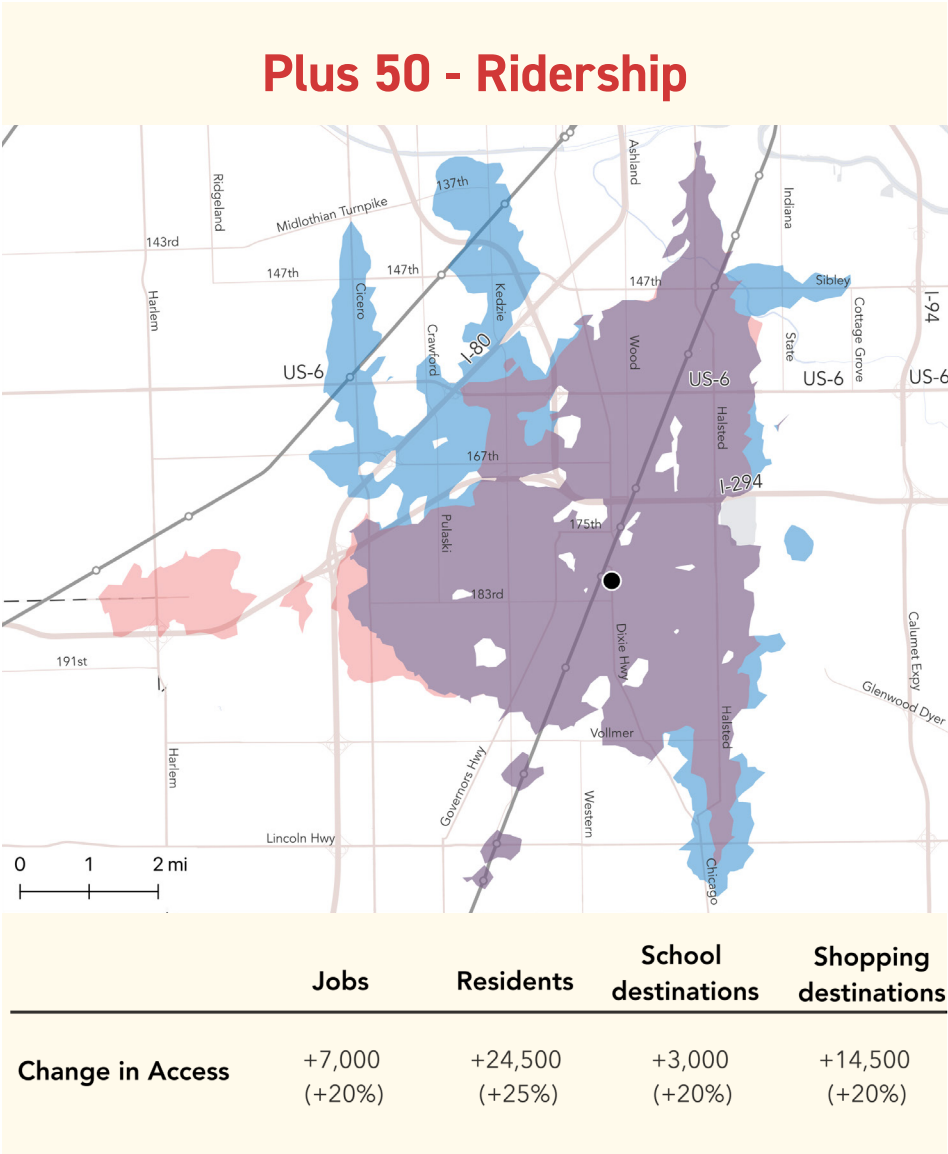 Plus 50 - Ridership
Ashland
137th
Ridgeland
Indiana
Midlothian Turnpike
143rd
147th
147th
147th
Sibley
Cicero
Kedzie
Harlem
I-94
Cottage Grove
Crawford
I-80
Wood
State
US-6
US-6
US-6
US-6
Halsted
167th
I-294
Pulaski
175th
183rd
Dixie Hwy
Calumet Expy
191st
Glenwood Dyer
Halsted
Vollmer
Harlem
Governors Hwy
Western
Lincoln Hwy
0 1 2 mi
Chicago
Jobs
Residents
School
destinations
Shopping
destinations
Change in Access
+7,000
(+20%)
+24,500
(+25%)
+3,000
(+20%)
+14,500
(+20%)